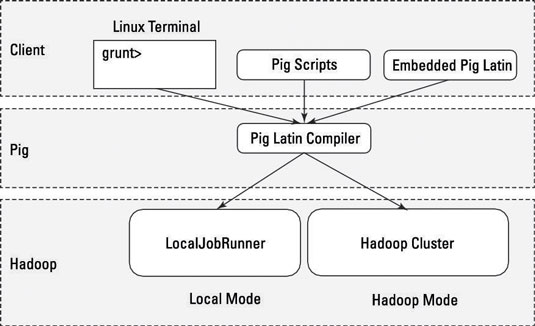 Linux Terminal
Client
grunt>
Pig Scripts
Embedded Pig Latin
Pig
Pig Latin Compiler
Hadoop
LocalJobRunner
Hadoop Cluster
Local Mode
Hadoop Mode